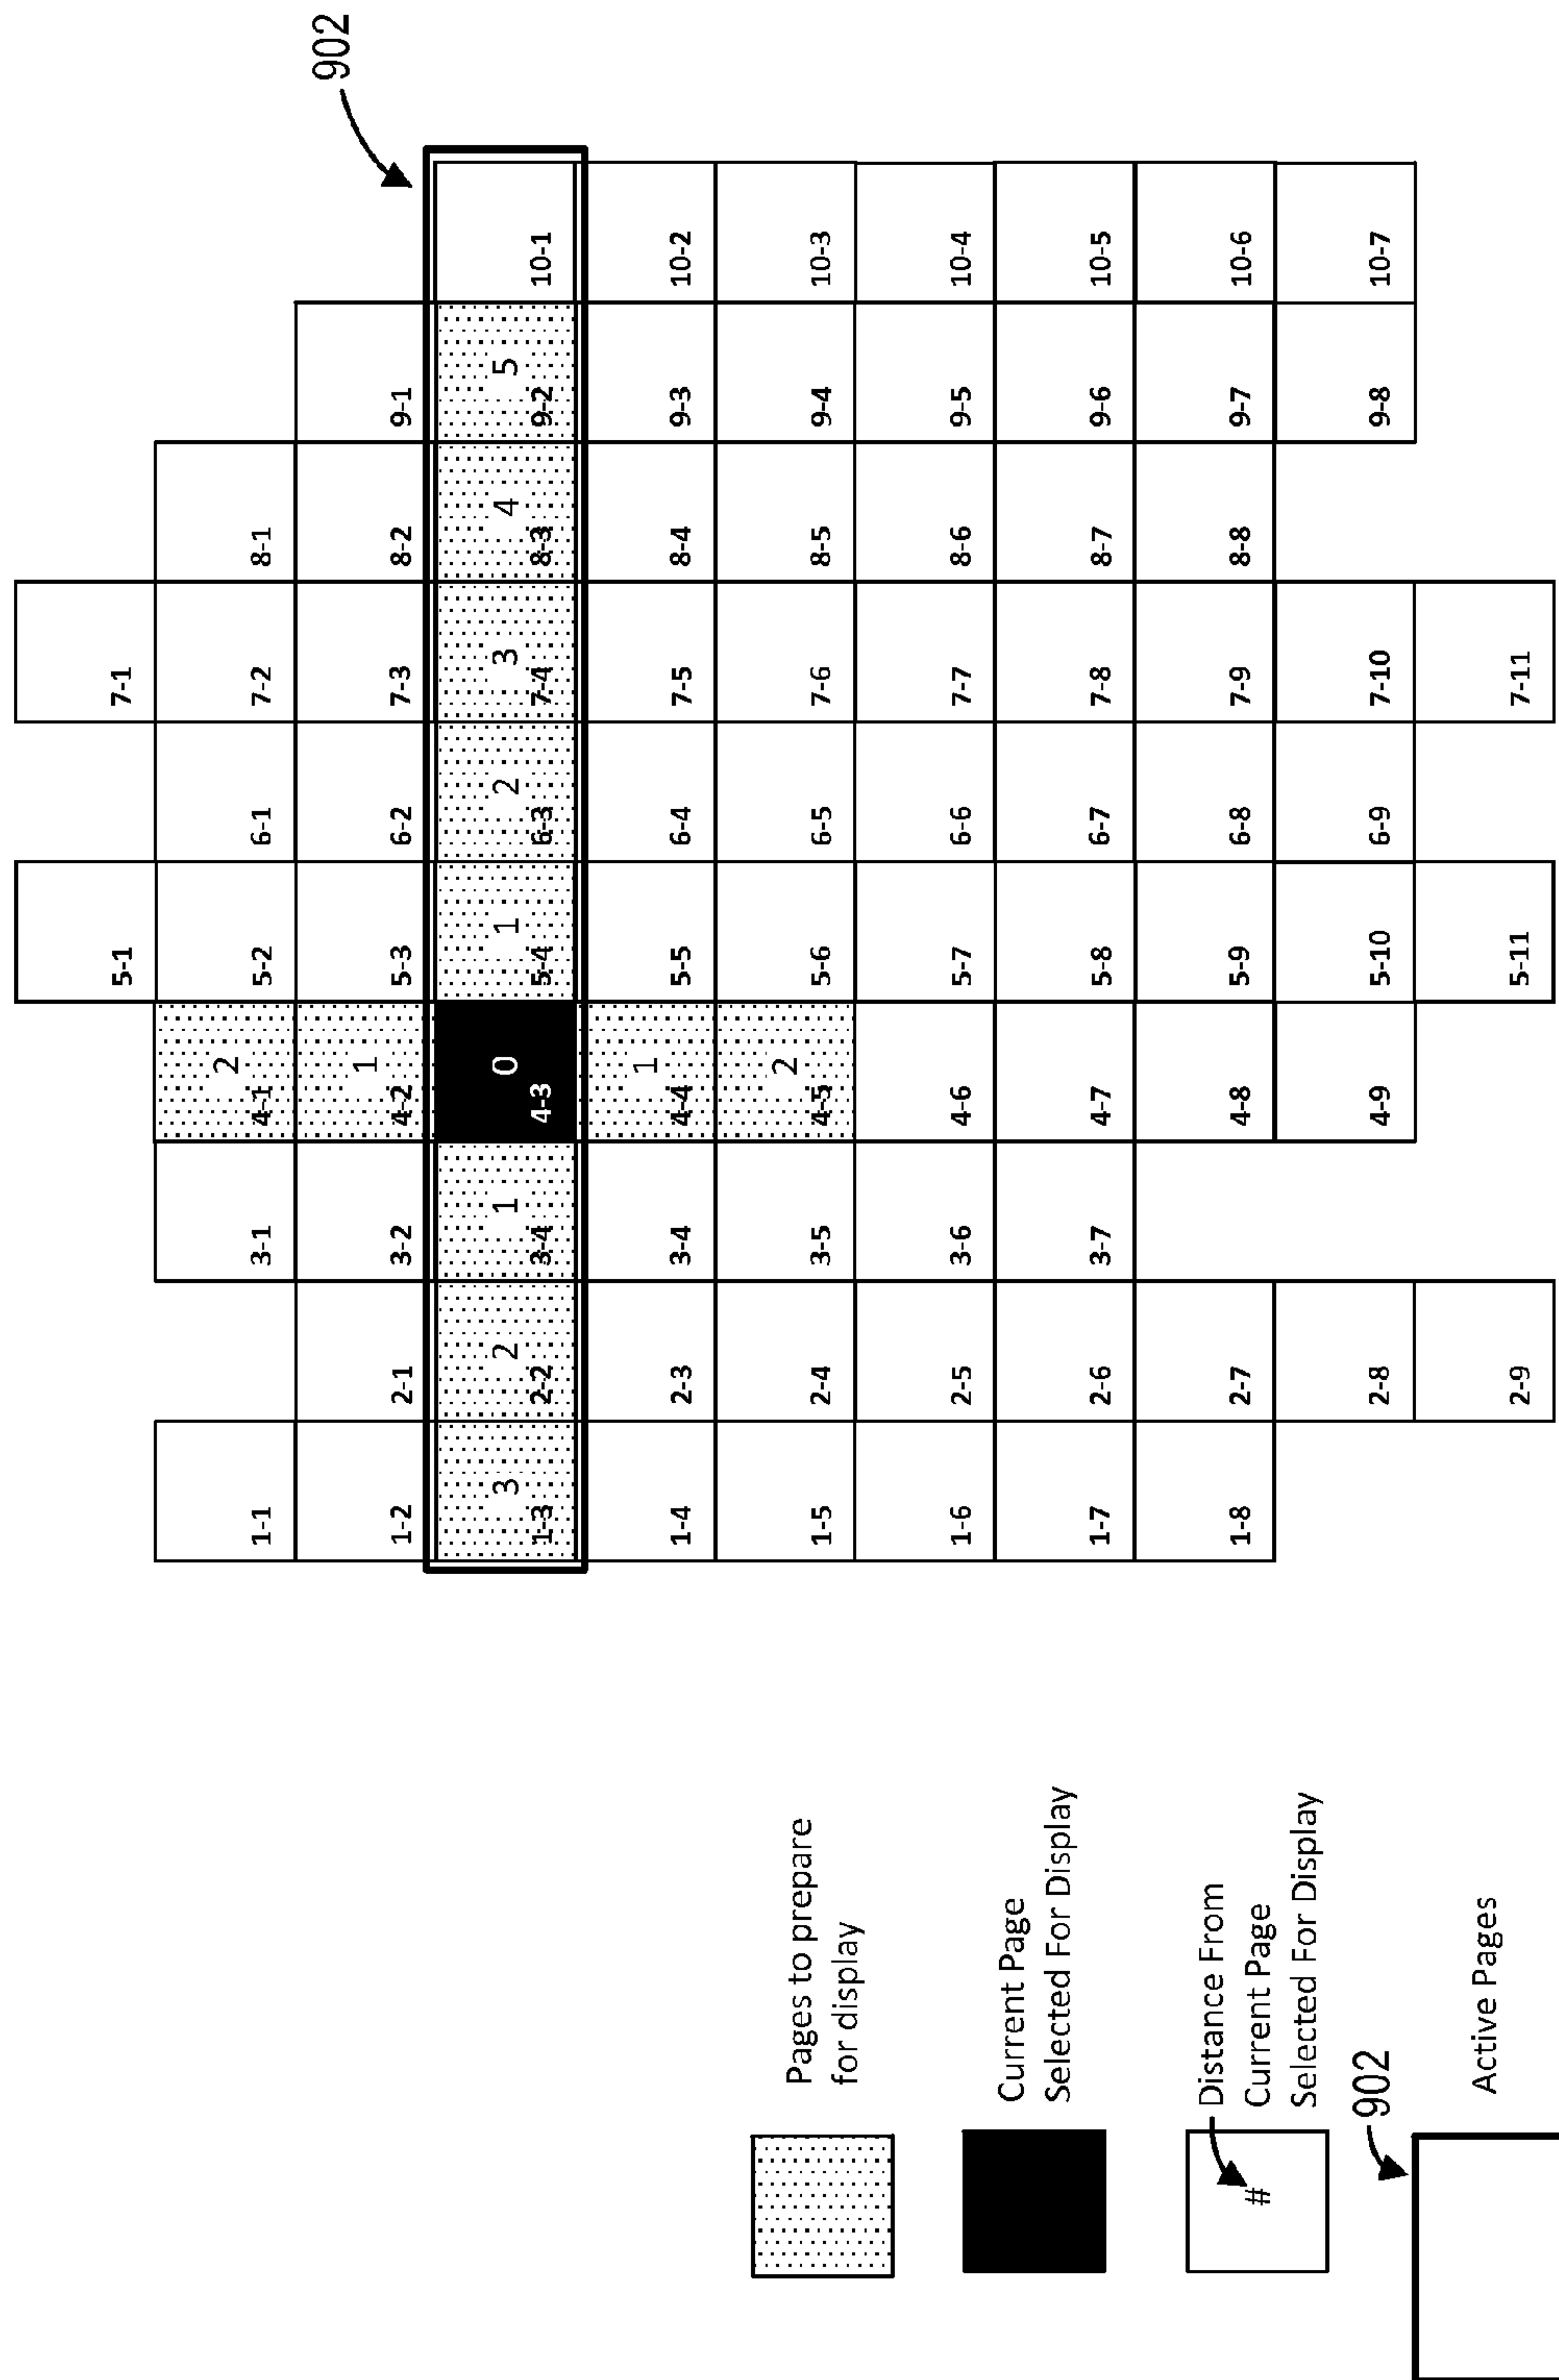 902
5-1 7-1
2
1-1 3-1 4-1 5-2 6-1 7-2 8-1
1
1-2 2-1 3-2 4-2 5-3 6-2 7-3 8-2 9-1
3 2 1 0 1 2 3 4 5
1-3 2-2 3-4 4-3 5-4 6-3 7-4 8-3 9-2 10-1
1
1-4 2-3 3-4 4-4 5-5 6-4 7-5 8-4 9-3 10-2
2
1-5 2-4 3-5 4-5 5-6 6-5 7-6 8-5 9-4 10-3
1-6 2-5 3-6 4-6 5-7 6-6 7-7 8-6 9-5 10-4
1-7 2-6 3-7 4-7 5-8 6-7 7-8 8-7 9-6 10-5
1-8 2-7 4-8 5-9 6-8 7-9 8-8 9-7 10-6
2-8 4-9 5-10 6-9 7-10 9-8 10-7
2-9 5-11 7-11
Pages to prepare
for display
Current Page
Selected For Display
#
Distance From
Current Page
Selected For Display
902
Active Pages